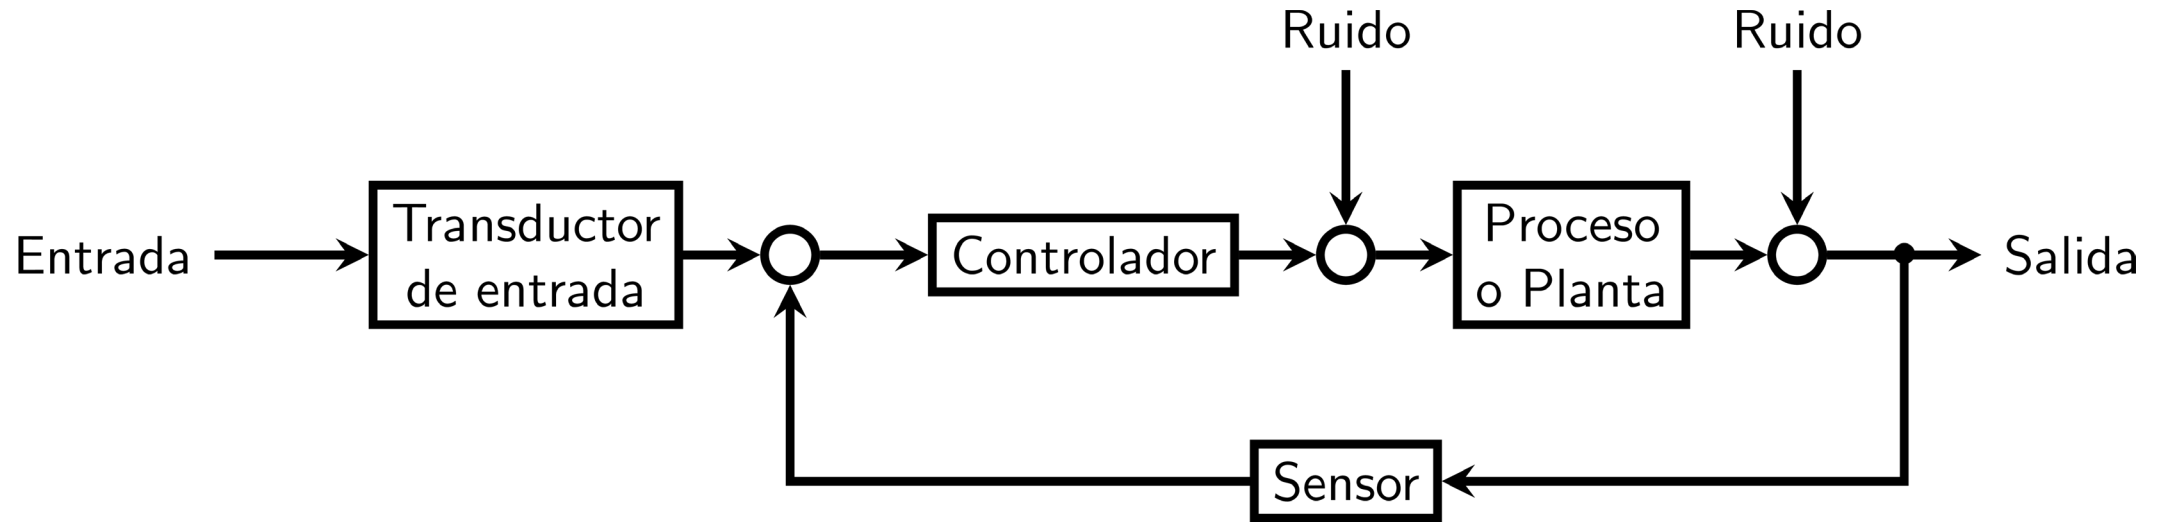 Ruido
Ruido
Entrada
Transductor
de entrada
Controlador
Proceso
o Planta
Salida
Sensor